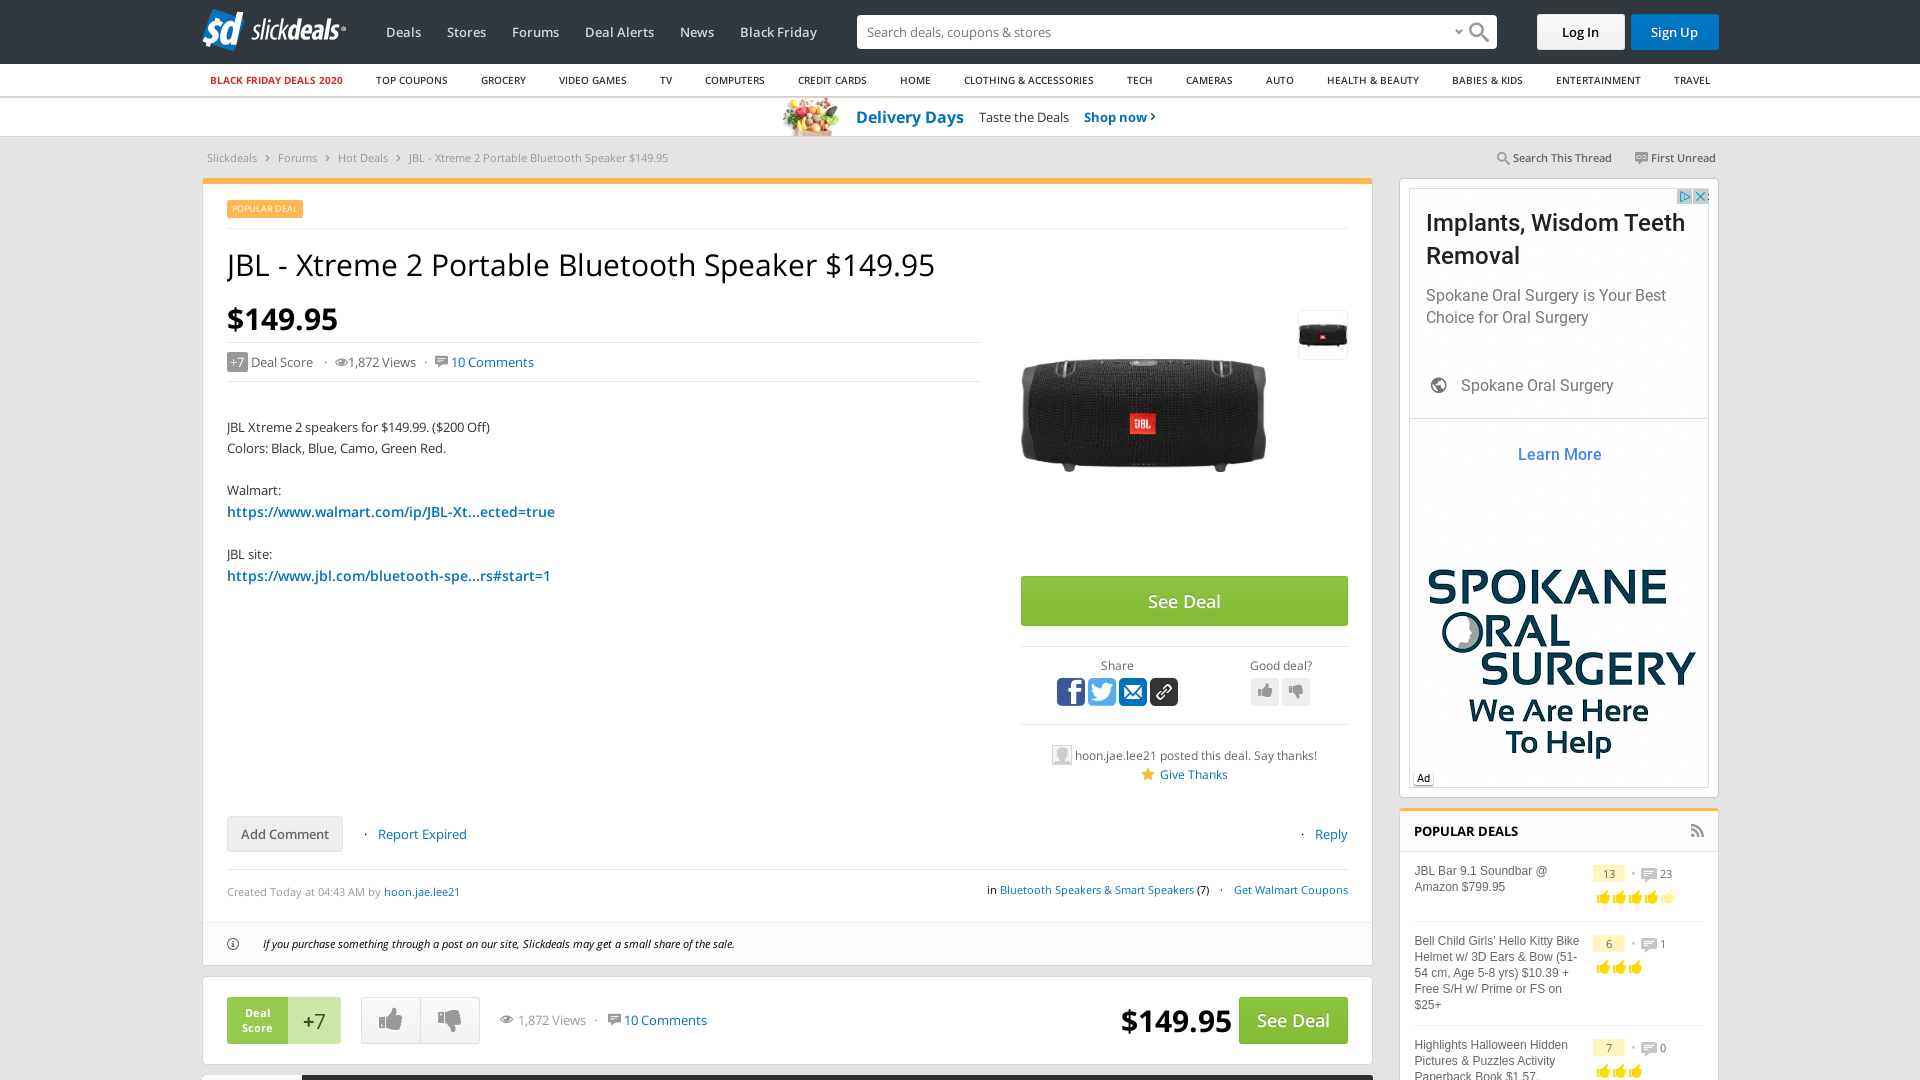 slickdeals
Deals
Stores
Forums
Deal Alerts
News
Black Friday
Search deals, coupons & stores
Log In
Sign Up
BLACK FRIDAY DEALS 2020
TOP COUPONS
GROCERY
VIDEO GAMES
TV
COMPUTERS
CREDIT CARDS
HOME
CLOTHING & ACCESSORIES
TECH
CAMERAS
AUTO
HEALTH & BEAUTY
BABIES & KIDS
ENTERTAINMENT
TRAVEL
Delivery Days Taste the Deals Shop now ›
Slickdeals › Forums › Hot Deals › JBL - Xtreme 2 Portable Bluetooth Speaker $149.95
Search This Thread
First Unread
POPULAR DEAL
JBL - Xtreme 2 Portable Bluetooth Speaker $149.95
$149.95
+7 Deal Score · 1,872 Views · 10 Comments
JBL Xtreme 2 speakers for $149.99. ($200 Off)
Colors: Black, Blue, Camo, Green Red.
Walmart:
https://www.walmart.com/ip/JBL-Xt...ected=true
JBL site:
https://www.jbl.com/bluetooth-spe...rs#start=1
JBL
See Deal
Share
Good deal?
hoon.jae.lee21 posted this deal. Say thanks!
Give Thanks
Add Comment · Report Expired
· Reply
Created Today at 04:43 AM by hoon.jae.lee21
in Bluetooth Speakers & Smart Speakers (7) · Get Walmart Coupons
If you purchase something through a post on our site, Slickdeals may get a small share of the sale.
Deal Score
+7
1,872 Views · 10 Comments
$149.95
See Deal
Implants, Wisdom Teeth
Removal
Spokane Oral Surgery is Your Best
Choice for Oral Surgery
Spokane Oral Surgery
Learn More
SPOKANE
ORAL
SURGERY
We Are Here
To Help
Ad
POPULAR DEALS
JBL Bar 9.1 Soundbar @
Amazon $799.95
13 · 23
Bell Child Girls' Hello Kitty Bike
Helmet w/ 3D Ears & Bow (51-
54 cm, Age 5-8 yrs) $10.39 +
Free S/H w/ Prime or FS on
$25+
6 · 1
Highlights Halloween Hidden
Pictures & Puzzles Activity
Paperback Book $1.57,
7 · 0